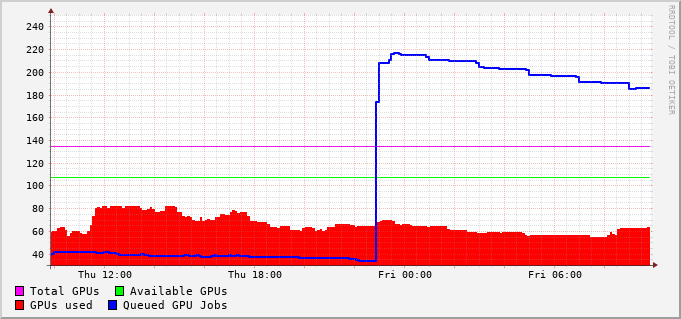 240
220
200
180
160
140
120
100
80
60
40
Thu 12:00 Thu 18:00 Fri 00:00 Fri 06:00
Total GPUs Available GPUs
GPUs used Queued GPU Jobs
RRDTOOL / TOBI OETIKER